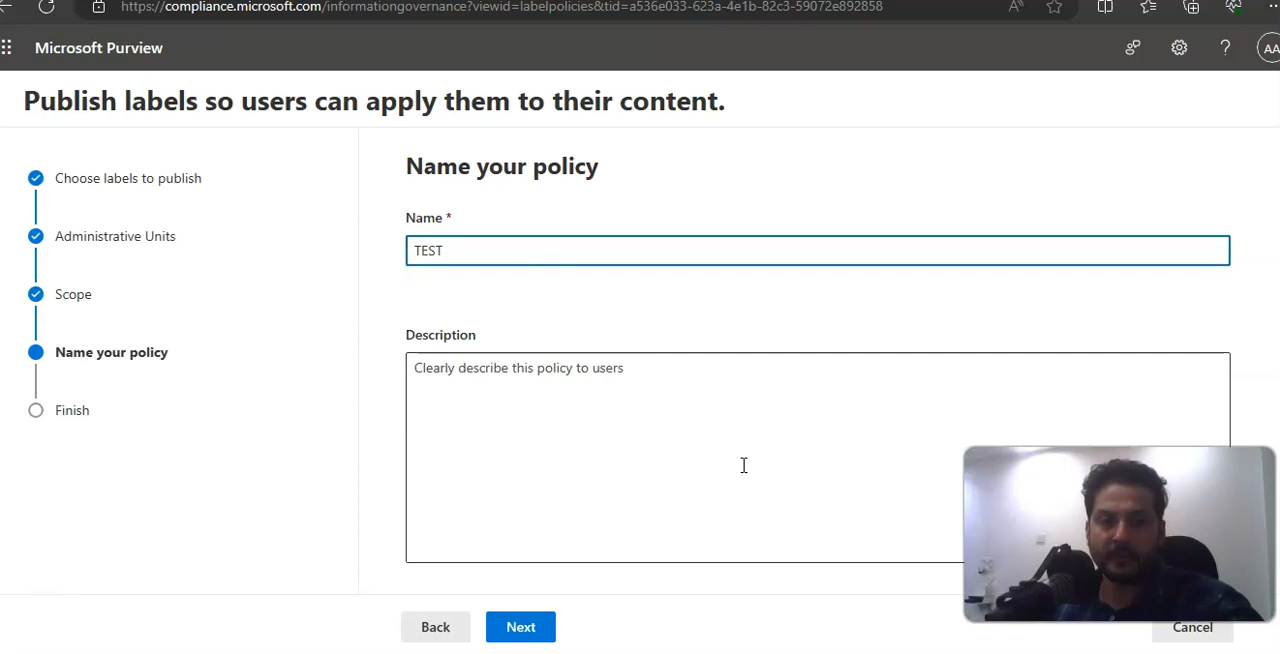 https://compliance.microsoft.com/informationgovernance?viewid=labelpolicies&tid=a536e033-623a-4e1b-82c3-59072e892858
Microsoft Purview
AA
Publish labels so users can apply them to their content.
Choose labels to publish
Administrative Units
Scope
Name your policy
Finish
Name your policy
Name *
TEST
Description
Clearly describe this policy to users
Back
Next
Cancel